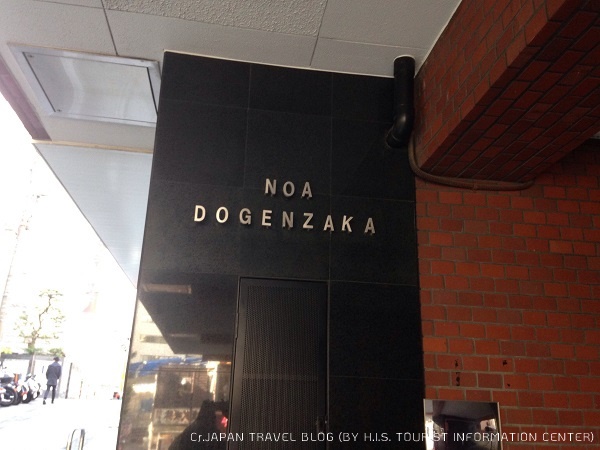 NOA
DOGENZAKA
Cr.JAPAN TRAVEL BLOG (BY H.I.S. TOURIST INFORMATION CENTER)